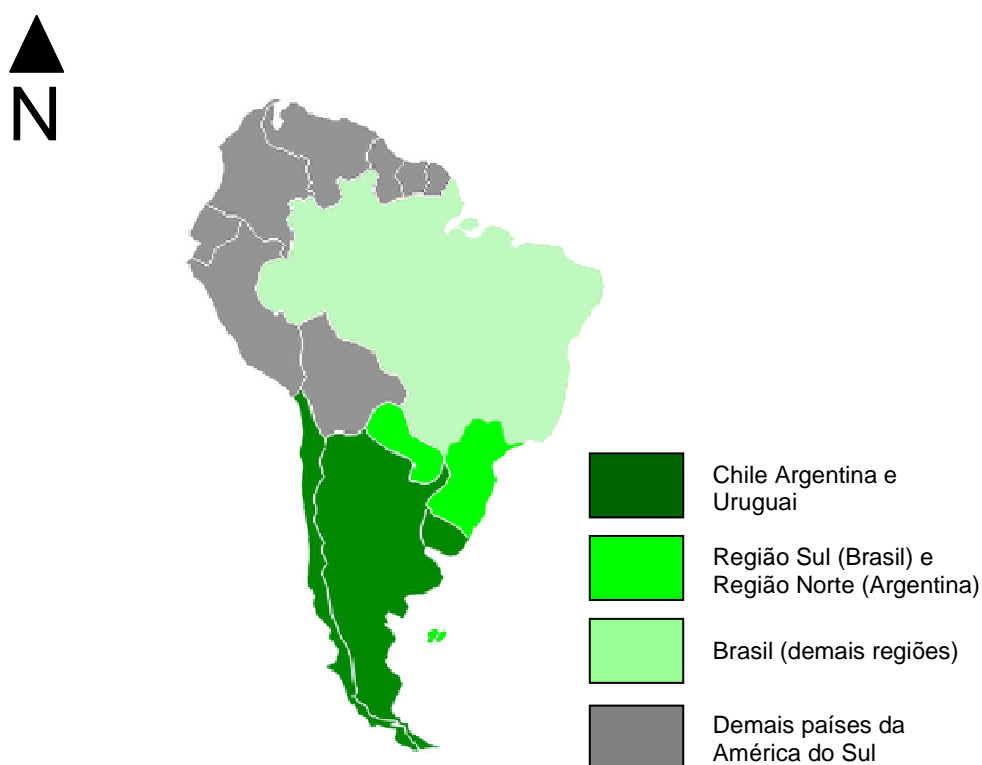 N
Chile Argentina e
Uruguai
Região Sul (Brasil) e
Região Norte (Argentina)
Brasil (demais regiões)
Demais países da
América do Sul